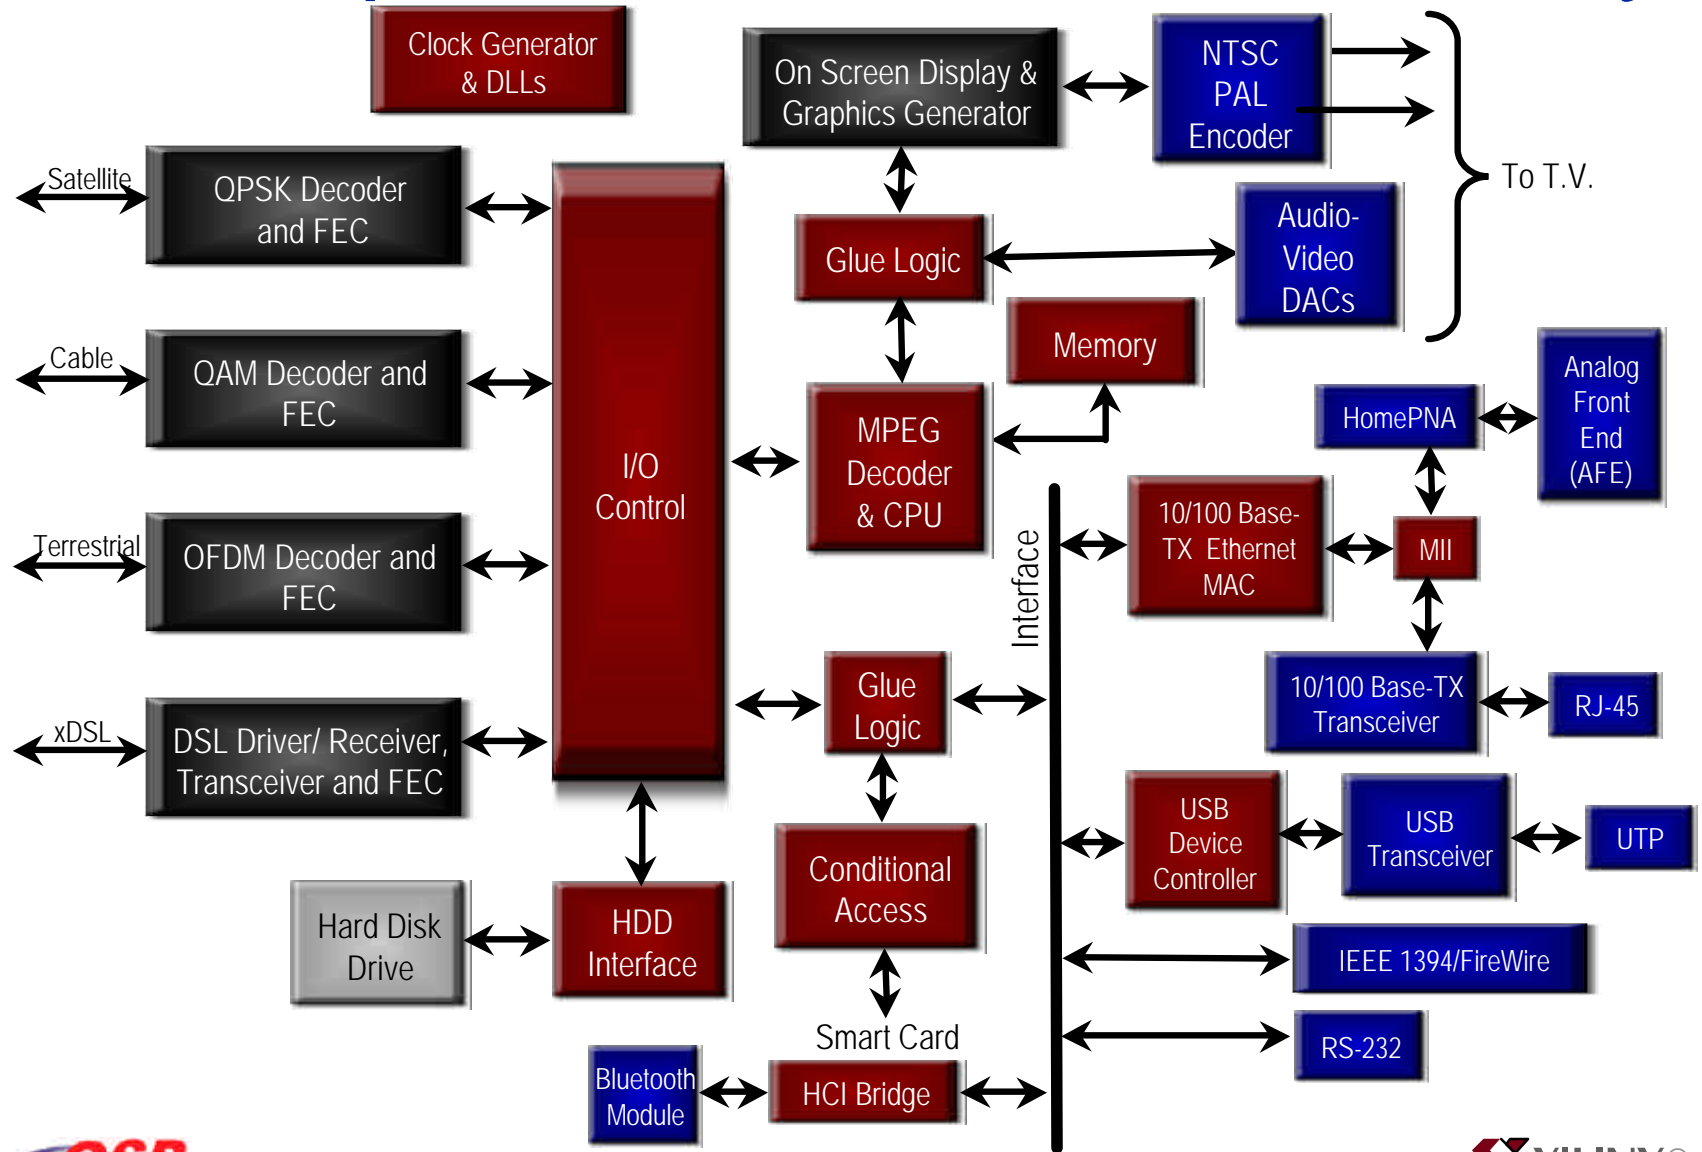 Clock Generator
& DLLs
On Screen Display &
Graphics Generator
NTSC
PAL
Encoder
To T.V.
Satellite
QPSK Decoder
and FEC
Audio-
Video
DACs
Glue Logic
Memory
Cable
QAM Decoder and
FEC
MPEG
Decoder
& CPU
I/O
Control
HomePNA
Analog
Front
End
(AFE)
Terrestrial
OFDM Decoder and
FEC
Interface
10/100 Base-
TX Ethernet
MAC
MII
xDSL
DSL Driver/ Receiver,
Transceiver and FEC
Glue
Logic
10/100 Base-TX
Transceiver
RJ-45
USB
Device
Controller
USB
Transceiver
UTP
Conditional
Access
Hard Disk
Drive
HDD
Interface
IEEE 1394/FireWire
Smart Card
RS-232
Bluetooth
Module
HCI Bridge